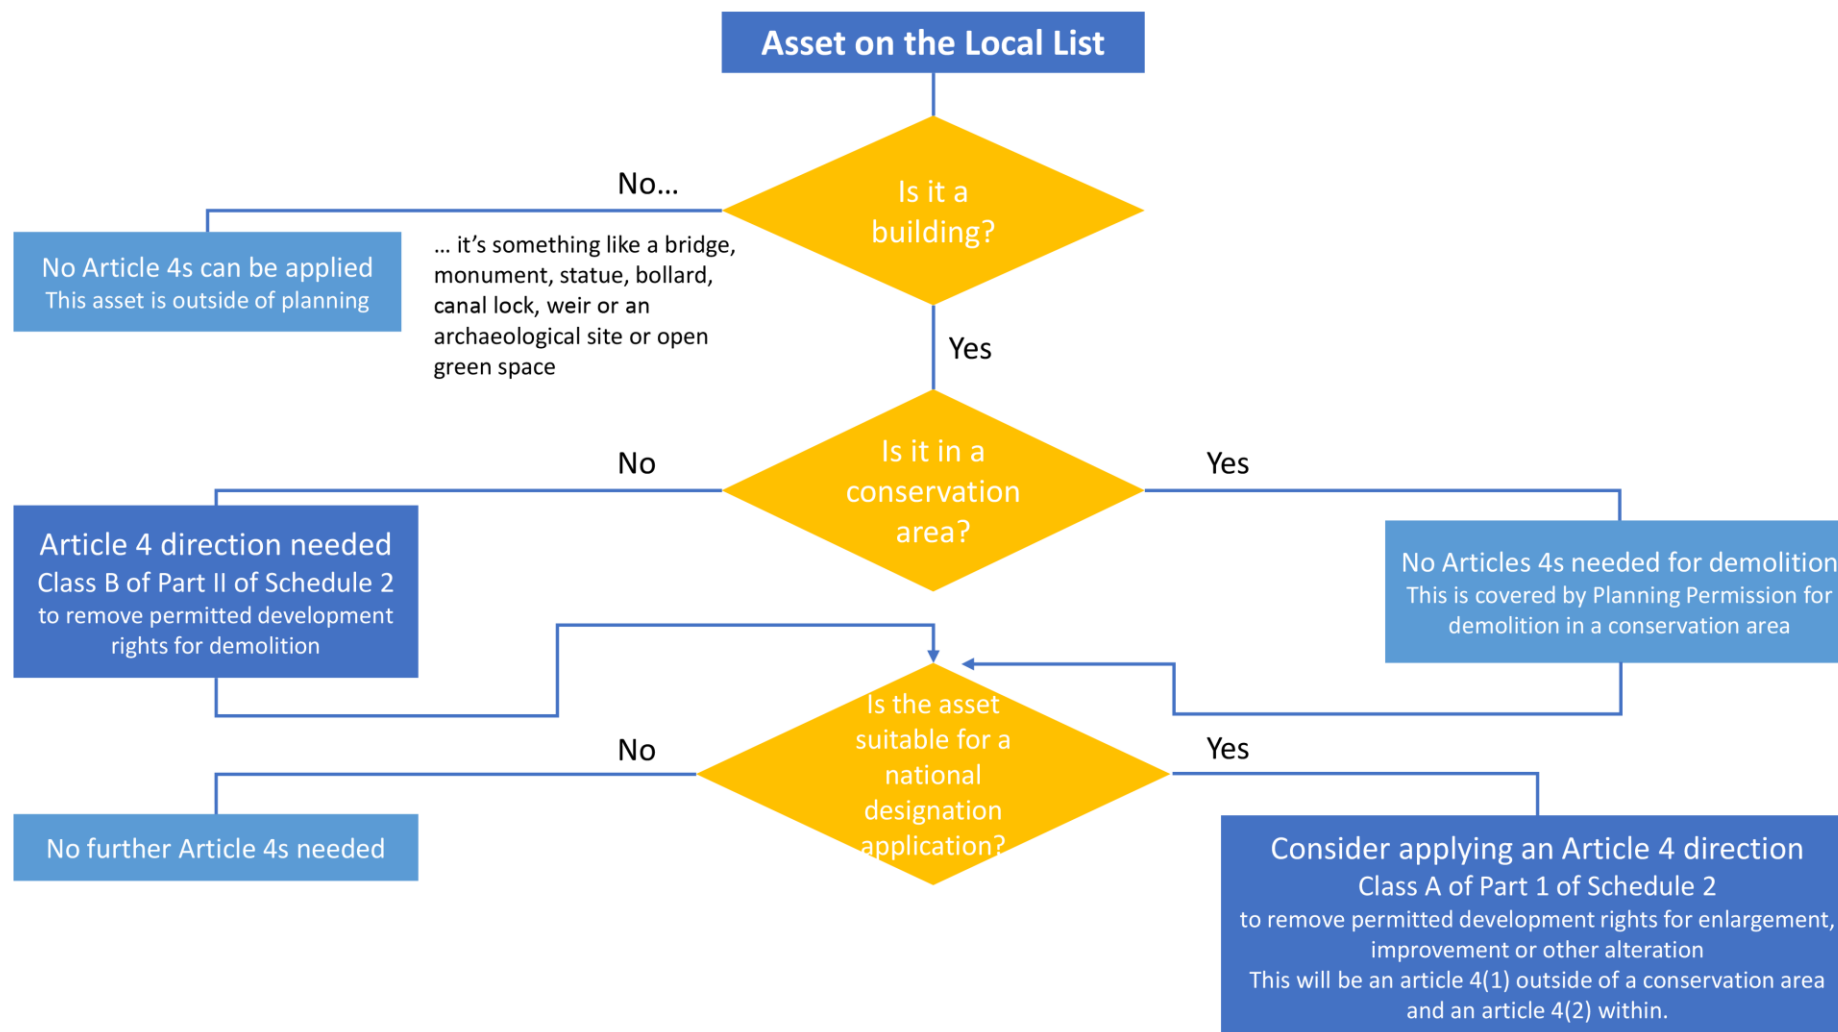 Asset on the Local List
Is it a
building?
No...
No Article 4s can be applied
This asset is outside of planning
... it's something like a bridge,
monument, statue, bollard,
canal lock, weir or an
archaeological site or open
green space
Yes
Is it in a
conservation
area?
No
Yes
Article 4 direction needed
Class B of Part II of Schedule 2
to remove permitted development
rights for demolition
No Articles 4s needed for demolition
This is covered by Planning Permission for
demolition in a conservation area
Is the asset
suitable for a
national
designation
application?
No
Yes
No further Article 4s needed
Consider applying an Article 4 direction
Class A of Part 1 of Schedule 2
to remove permitted development rights for enlargement,
improvement or other alteration
This will be an article 4(1) outside of a conservation area
and an article 4(2) within.